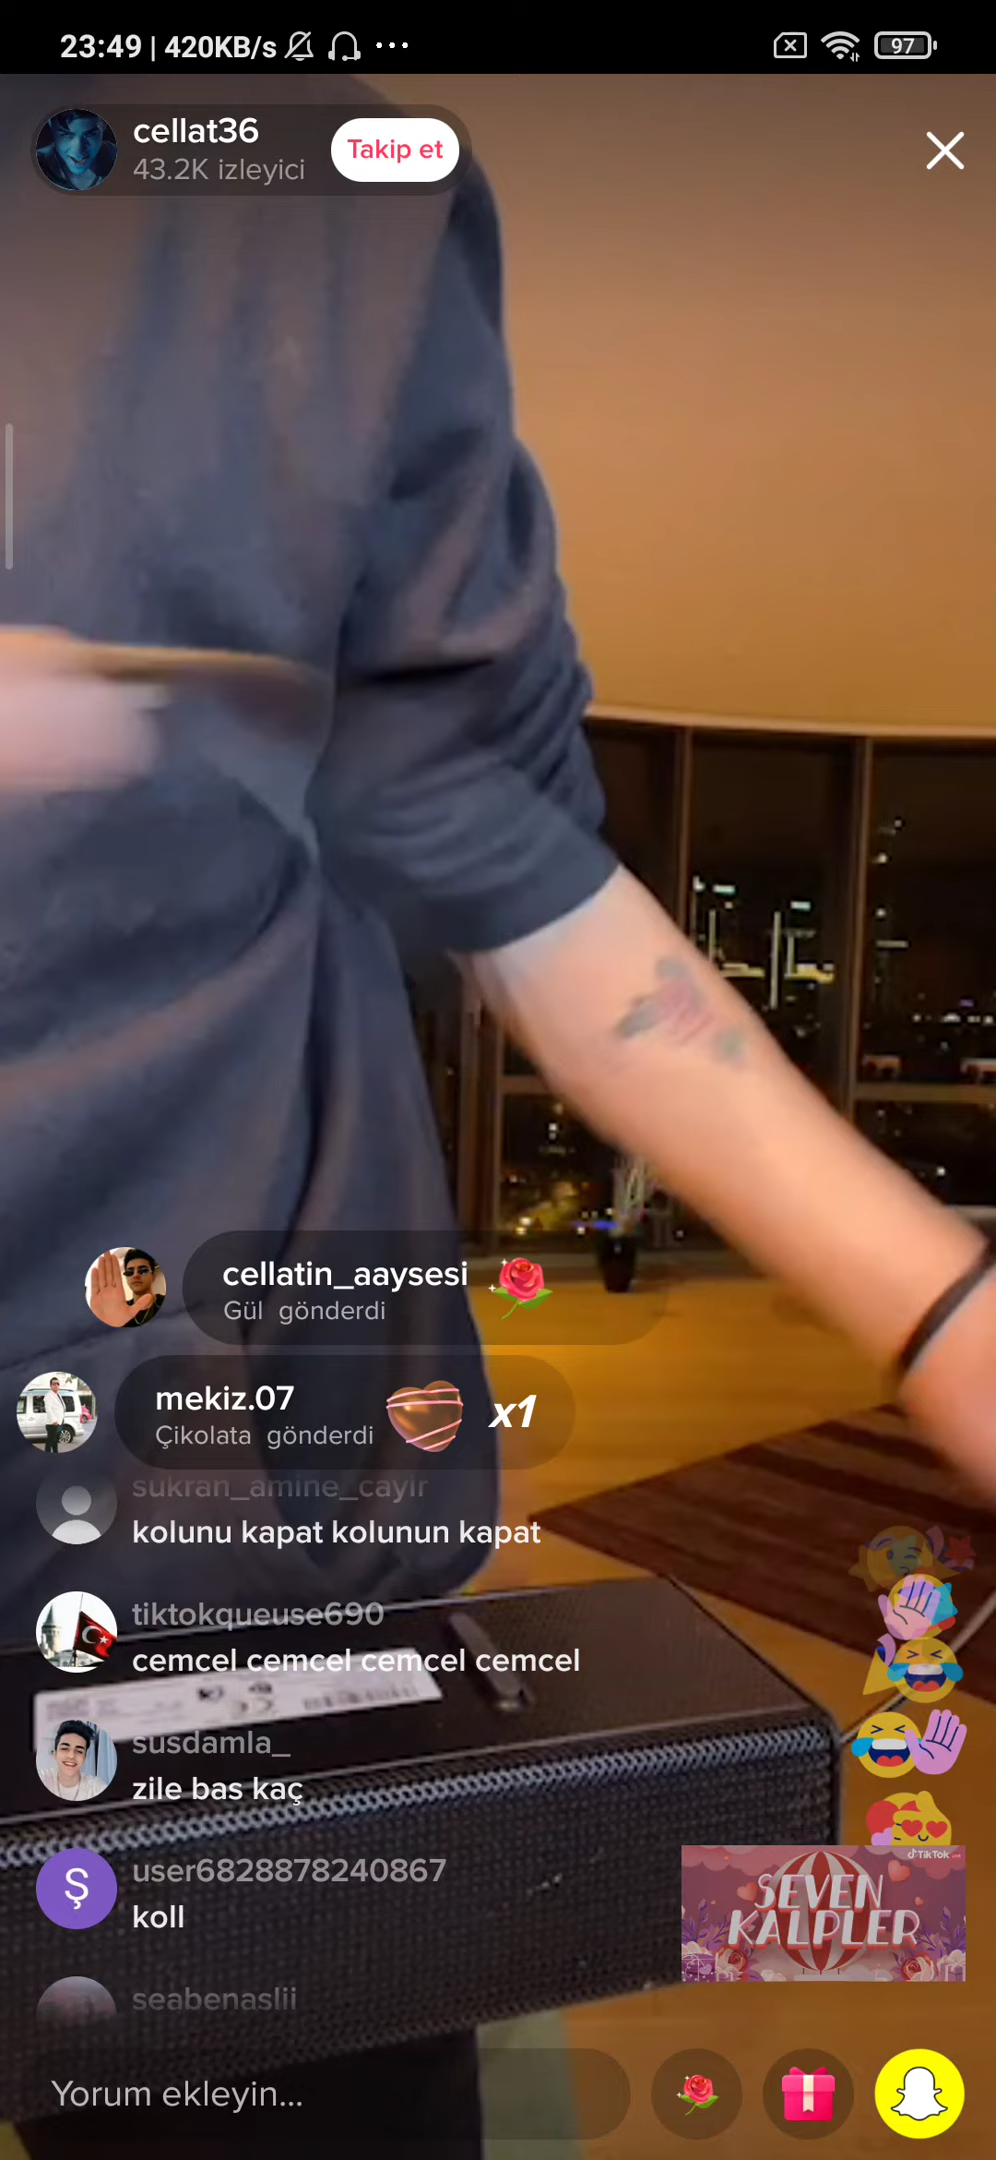 23:49 | 420KB/s
97
cellat36
43.2K izleyici
Takip et
cellatin_aaysesi
Gül gönderdi
mekiz.07
Çikolata gönderdi
x1
sukran_amine_cayir
kolunu kapat kolunun kapat
tiktokqueuse690
cemcel cemcel cemcel cemcel
susdamla_
zile bas kaç
Ş
user6828878240867
koll
TikTok
SEVEN
KALPLER
seabenaslii
Yorum ekleyin...